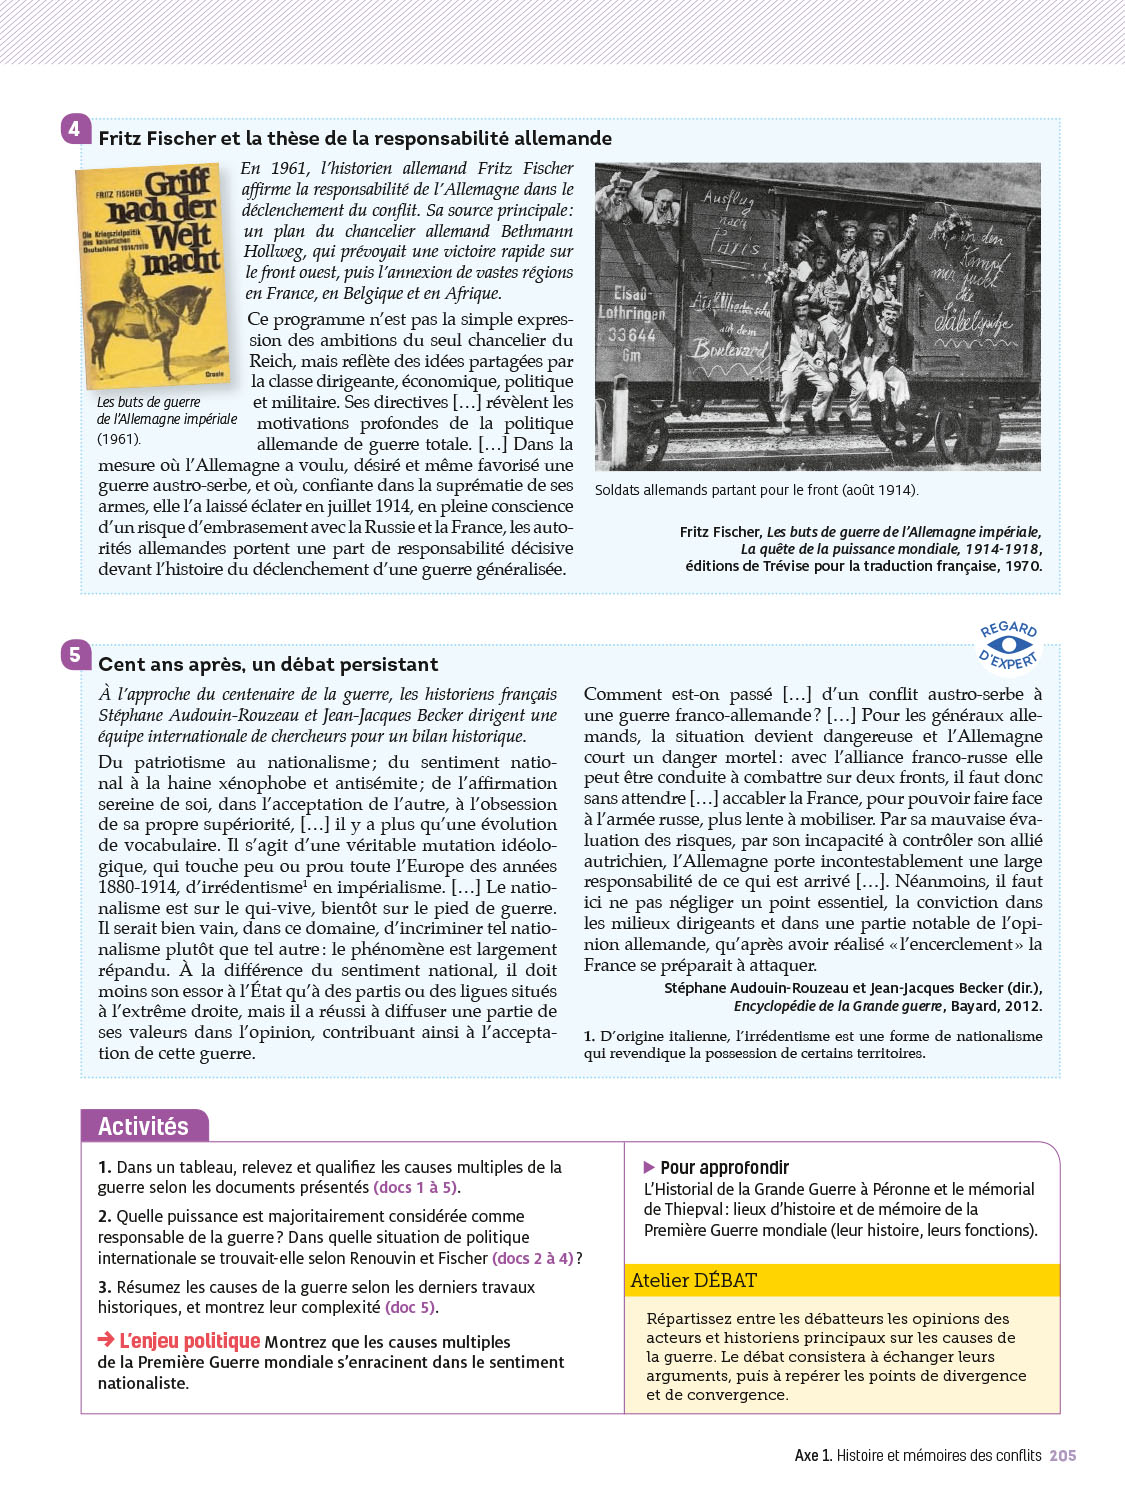 4
Fritz Fischer et la thèse de la responsabilité allemande
FRITZ FISCHER
Griff
nach der
Welt
macht
Die Kriegszielpolitik
des kaiserlichen
Deutschland 1914/1918
Droste
Les buts de guerre
de l'Allemagne impériale
(1961).
En 1961, l'historien allemand Fritz Fischer
affirme la responsabilité de l'Allemagne dans le
déclenchement du conflit. Sa source principale :
un plan du chancelier allemand Bethmann
Hollweg, qui prévoyait une victoire rapide sur
le front ouest, puis l'annexion de vastes régions
en France, en Belgique et en Afrique.
Ce programme n'est pas la simple expres-
sion des ambitions du seul chancelier du
Reich, mais reflète des idées partagées par
la classe dirigeante, économique, politique
et militaire. Ses directives […] révèlent les
motivations profondes de la politique
allemande de guerre totale. […] Dans la
mesure où l'Allemagne a voulu, désiré et même favorisé une
guerre austro-serbe, et où, confiante dans la suprématie de ses
armes, elle l'a laissé éclater en juillet 1914, en pleine conscience
d'un risque d'embrasement avec la Russie et la France, les auto-
rités allemandes portent une part de responsabilité décisive
devant l'histoire du déclenchement d'une guerre généralisée.
Ausflug
nach
Paris
Elsaß-
Lothringen
33644
Gm
Auf Wiedersehn
auf dem
Boulevard
Auf in den
Kampf
mir juckt
die
Säbelspitze
Soldats allemands partant pour le front (août 1914).
Fritz Fischer, Les buts de guerre de l'Allemagne impériale,
La quête de la puissance mondiale, 1914-1918,
éditions de Trévise pour la traduction française, 1970.
REGARD
D'EXPERT
5
Cent ans après, un débat persistant
À l'approche du centenaire de la guerre, les historiens français
Stéphane Audouin-Rouzeau et Jean-Jacques Becker dirigent une
équipe internationale de chercheurs pour un bilan historique.
Du patriotisme au nationalisme ; du sentiment natio-
nal à la haine xénophobe et antisémite ; de l'affirmation
sereine de soi, dans l'acceptation de l'autre, à l'obsession
de sa propre supériorité, […] il y a plus qu'une évolution
de vocabulaire. Il s'agit d'une véritable mutation idéolo-
gique, qui touche peu ou prou toute l'Europe des années
1880-1914, d'irrédentisme¹ en impérialisme. […] Le natio-
nalisme est sur le qui-vive, bientôt sur le pied de guerre.
Il serait bien vain, dans ce domaine, d'incriminer tel natio-
nalisme plutôt que tel autre : le phénomène est largement
répandu. À la différence du sentiment national, il doit
moins son essor à l'État qu'à des partis ou des ligues situés
à l'extrême droite, mais il a réussi à diffuser une partie de
ses valeurs dans l'opinion, contribuant ainsi à l'accepta-
tion de cette guerre.
Comment est-on passé […] d'un conflit austro-serbe à
une guerre franco-allemande ? […] Pour les généraux alle-
mands, la situation devient dangereuse et l'Allemagne
court un danger mortel : avec l'alliance franco-russe elle
peut être conduite à combattre sur deux fronts, il faut donc
sans attendre […] accabler la France, pour pouvoir faire face
à l'armée russe, plus lente à mobiliser. Par sa mauvaise éva-
luation des risques, par son incapacité à contrôler son allié
autrichien, l'Allemagne porte incontestablement une large
responsabilité de ce qui est arrivé […]. Néanmoins, il faut
ici ne pas négliger un point essentiel, la conviction dans
les milieux dirigeants et dans une partie notable de l'opi-
nion allemande, qu'après avoir réalisé « l'encerclement » la
France se préparait à attaquer.
Stéphane Audouin-Rouzeau et Jean-Jacques Becker (dir.),
Encyclopédie de la Grande guerre, Bayard, 2012.
1. D'origine italienne, l'irrédentisme est une forme de nationalisme
qui revendique la possession de certains territoires.
Activités
1. Dans un tableau, relevez et qualifiez les causes multiples de la
guerre selon les documents présentés (docs 1 à 5).
2. Quelle puissance est majoritairement considérée comme
responsable de la guerre ? Dans quelle situation de politique
internationale se trouvait-elle selon Renouvin et Fischer (docs 2 à 4) ?
3. Résumez les causes de la guerre selon les derniers travaux
historiques, et montrez leur complexité (doc 5).
→ L'enjeu politique Montrez que les causes multiples
de la Première Guerre mondiale s'enracinent dans le sentiment
nationaliste.
▶ Pour approfondir
L'Historial de la Grande Guerre à Péronne et le mémorial
de Thiepval : lieux d'histoire et de mémoire de la
Première Guerre mondiale (leur histoire, leurs fonctions).
Atelier DÉBAT
Répartissez entre les débatteurs les opinions des
acteurs et historiens principaux sur les causes de
la guerre. Le débat consistera à échanger leurs
arguments, puis à repérer les points de divergence
et de convergence.
Axe 1. Histoire et mémoires des conflits 205